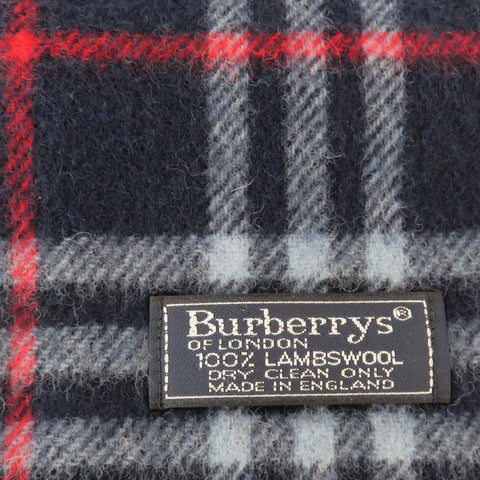 Burberrys®
OF LONDON
100% LAMBSWOOL
DRY CLEAN ONLY
MADE IN ENGLAND